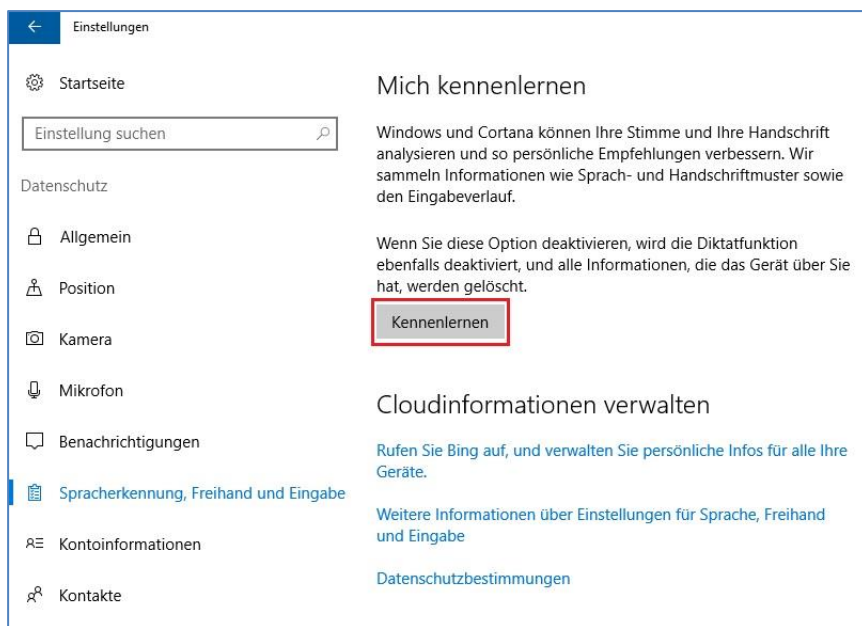 Einstellungen
Startseite
Einstellung suchen
Datenschutz
Allgemein
Position
Kamera
Mikrofon
Benachrichtigungen
Spracherkennung, Freihand und Eingabe
Kontoinformationen
Kontakte
Mich kennenlernen
Windows und Cortana können Ihre Stimme und Ihre Handschrift
analysieren und so persönliche Empfehlungen verbessern. Wir
sammeln Informationen wie Sprach- und Handschriftmuster sowie
den Eingabeverlauf.
Wenn Sie diese Option deaktivieren, wird die Diktatfunktion
ebenfalls deaktiviert, und alle Informationen, die das Gerät über Sie
hat, werden gelöscht.
Kennenlernen
Cloudinformationen verwalten
Rufen Sie Bing auf, und verwalten Sie persönliche Infos für alle Ihre
Geräte.
Weitere Informationen über Einstellungen für Sprache, Freihand
und Eingabe
Datenschutzbestimmungen